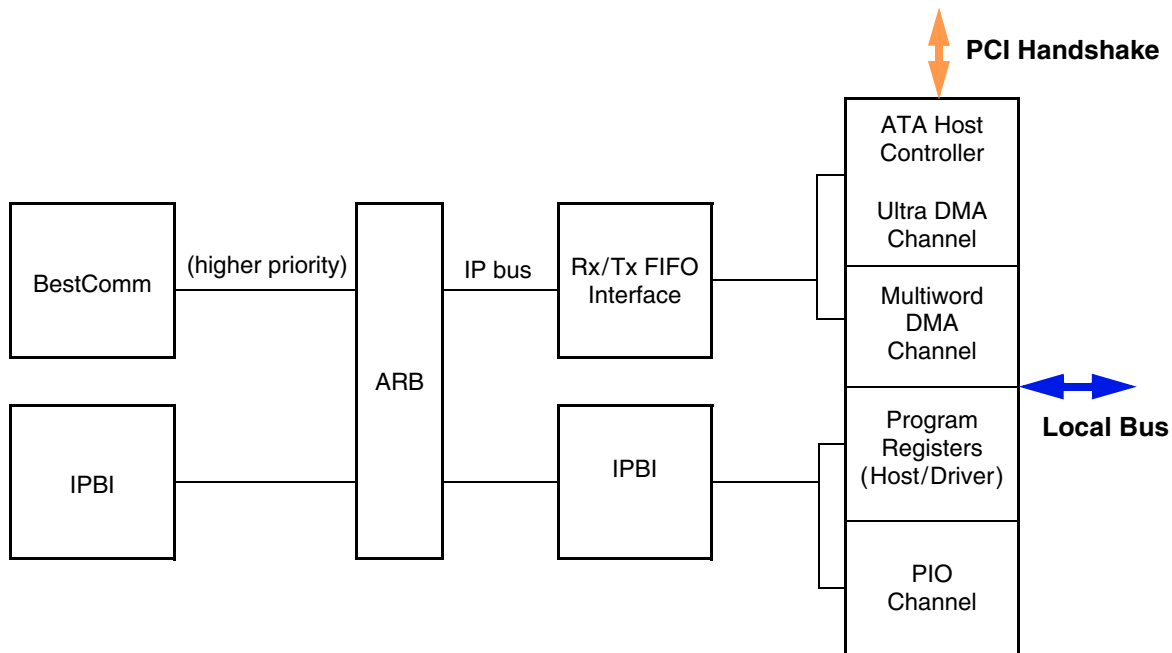 PCI Handshake
ATA Host
Controller
Ultra DMA
Channel
BestComm
(higher priority)
ARB
IP bus
Rx/Tx FIFO
Interface
Multiword
DMA
Channel
Local Bus
IPBI
IPBI
Program
Registers
(Host/Driver)
PIO
Channel